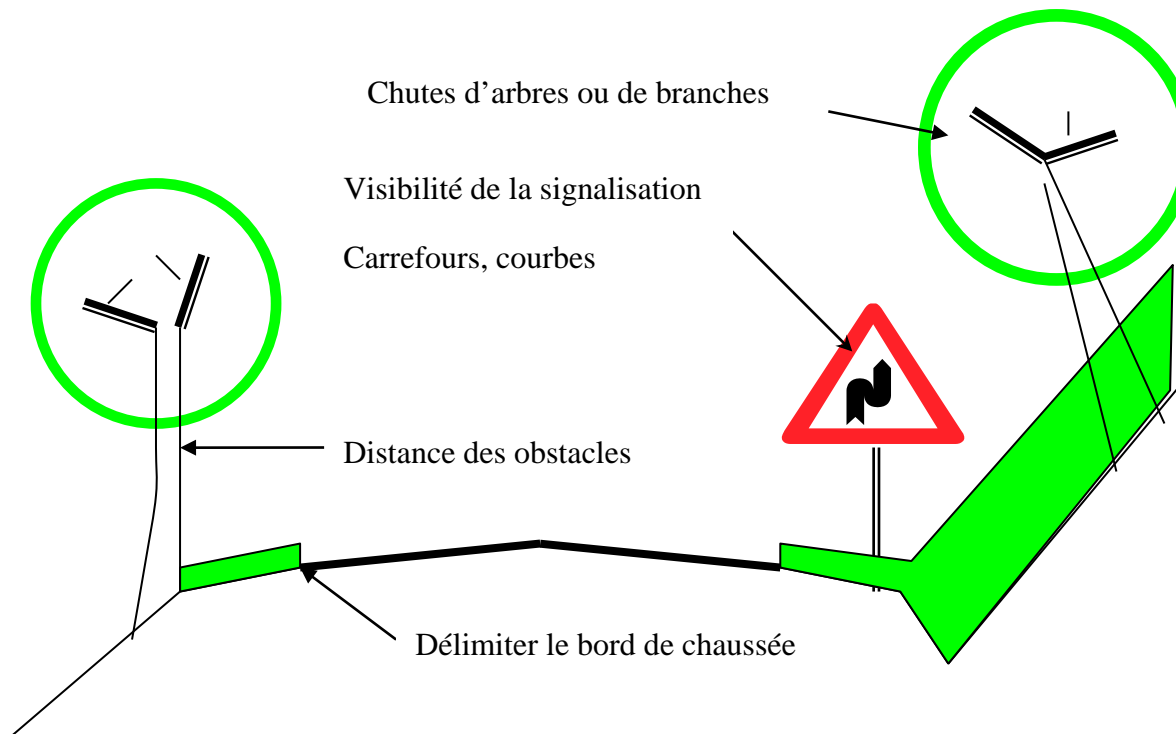 Chutes d’arbres ou de branches
Visibilité de la signalisation
Carrefours, courbes
Distance des obstacles
Délimiter le bord de chaussée